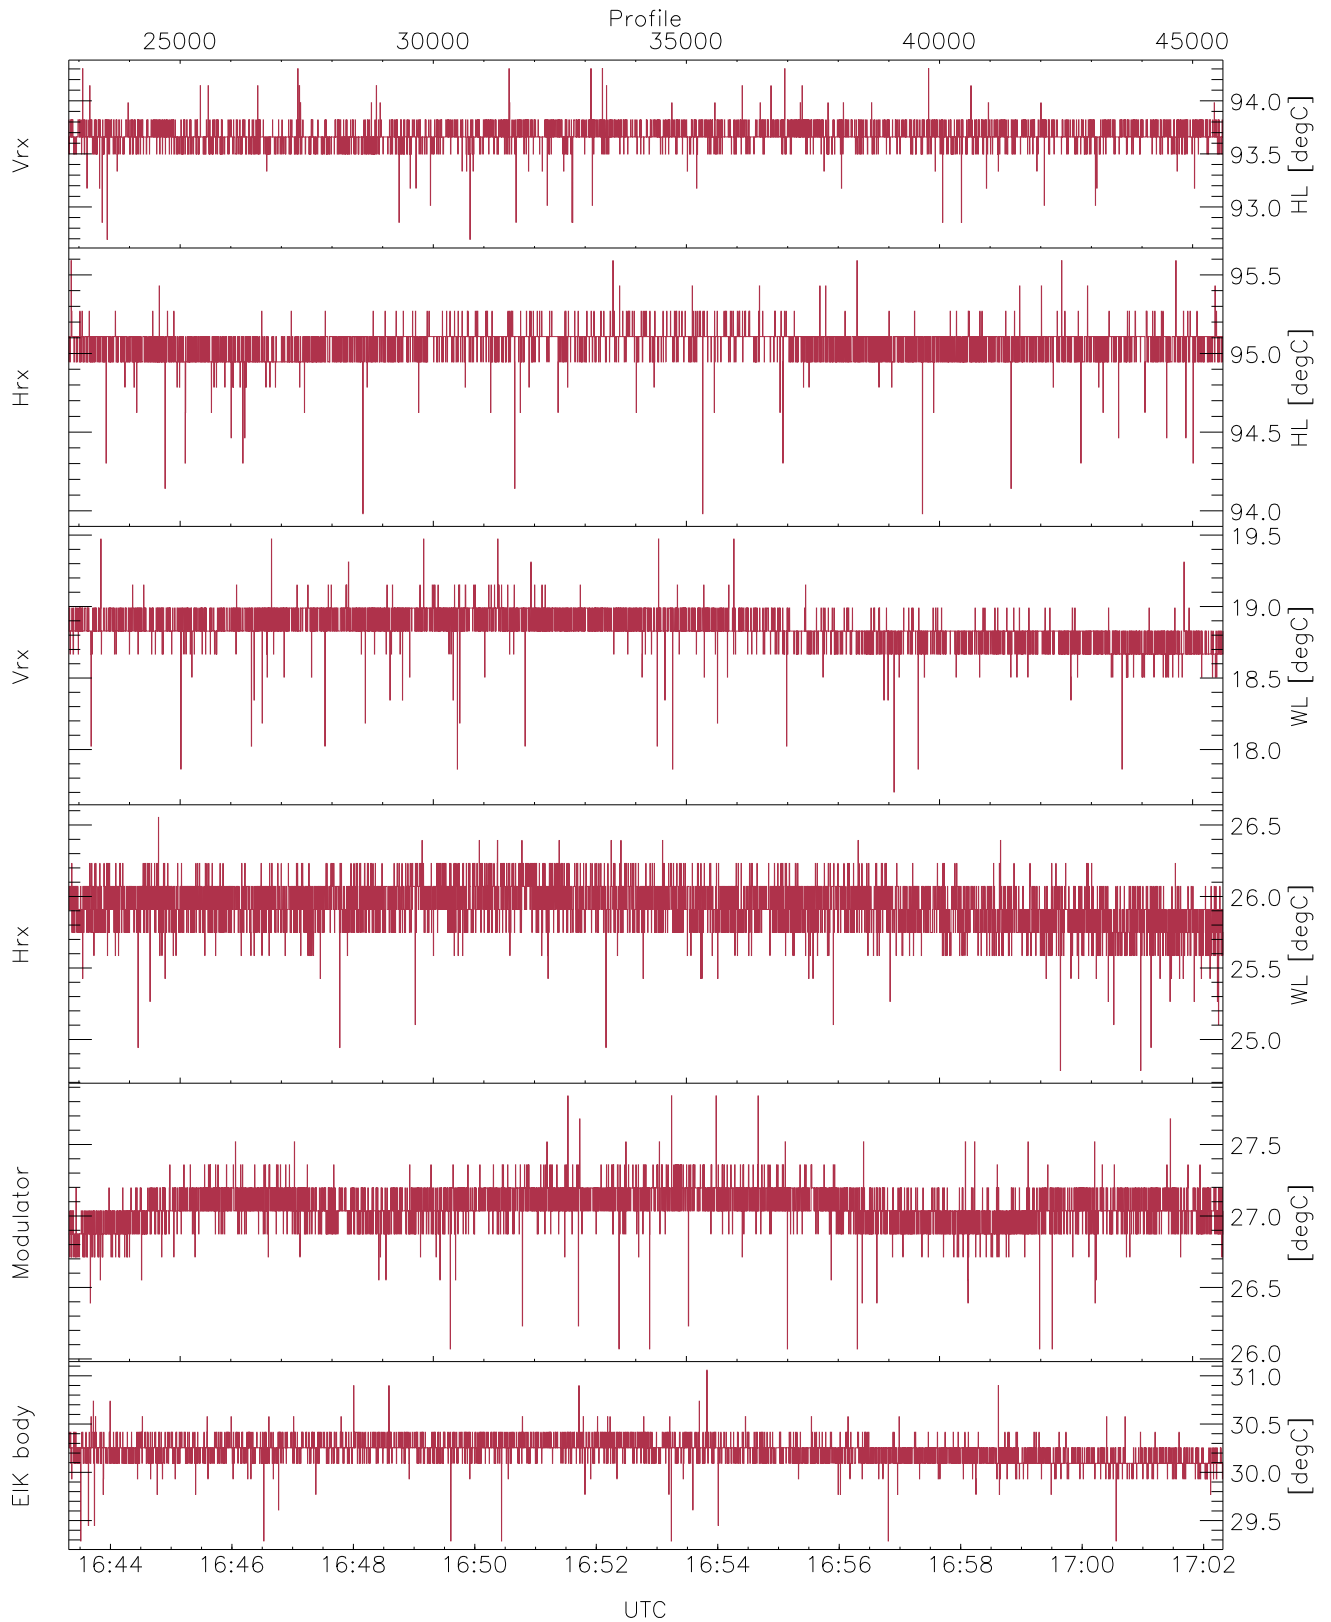 Profile
25000 30000 35000 40000 45000
Vrx
94.0
93.5
93.0
HL [degC]
Hrx
95.5
95.0
94.5
94.0
HL [degC]
Vrx
19.5
19.0
18.5
18.0
WL [degC]
Hrx
26.5
26.0
25.5
25.0
WL [degC]
Modulator
27.5
27.0
26.5
26.0
[degC]
EIK body
31.0
30.5
30.0
29.5
[degC]
16:44 16:46 16:48 16:50 16:52 16:54 16:56 16:58 17:00 17:02
UTC